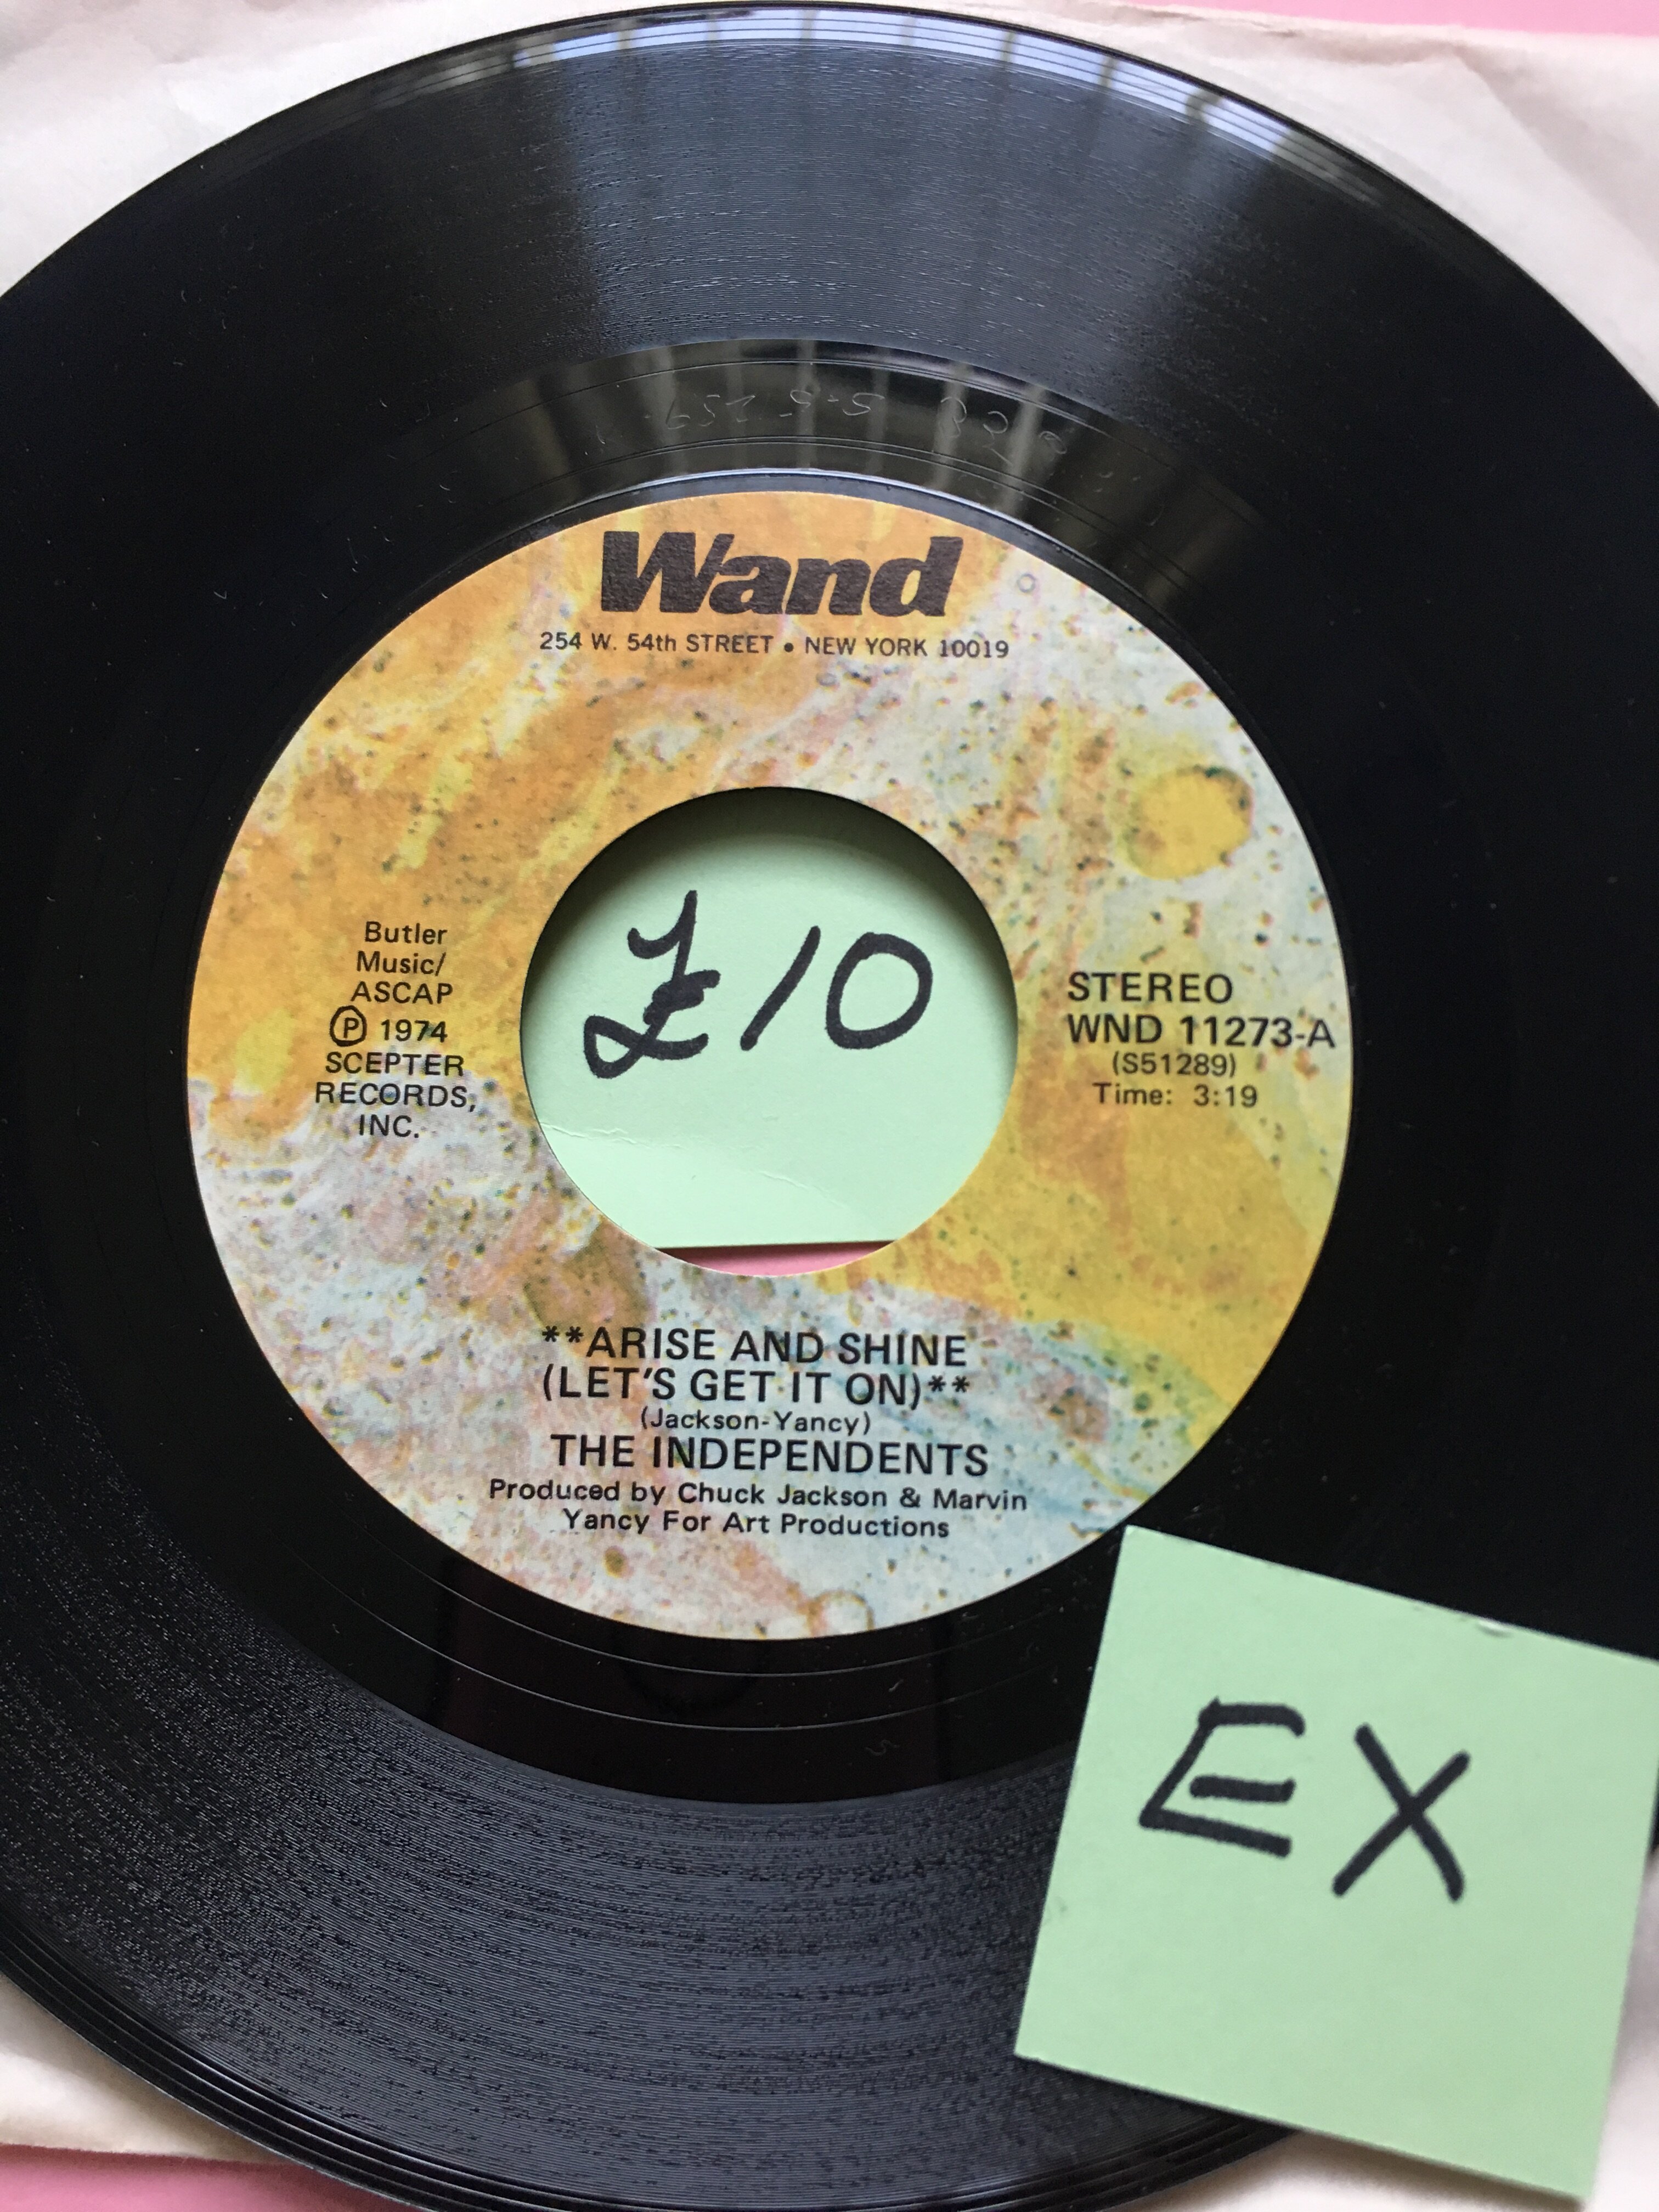 Wand
254 W. 54th STREET • NEW YORK 10019
Butler
Music/
ASCAP
Ⓟ 1974
SCEPTER
RECORDS,
INC.
£10
STEREO
WND 11273-A
(S51289)
Time: 3:19
**ARISE AND SHINE
(LET'S GET IT ON)**
(Jackson-Yancy)
THE INDEPENDENTS
Produced by Chuck Jackson & Marvin
Yancy For Art Productions
EX